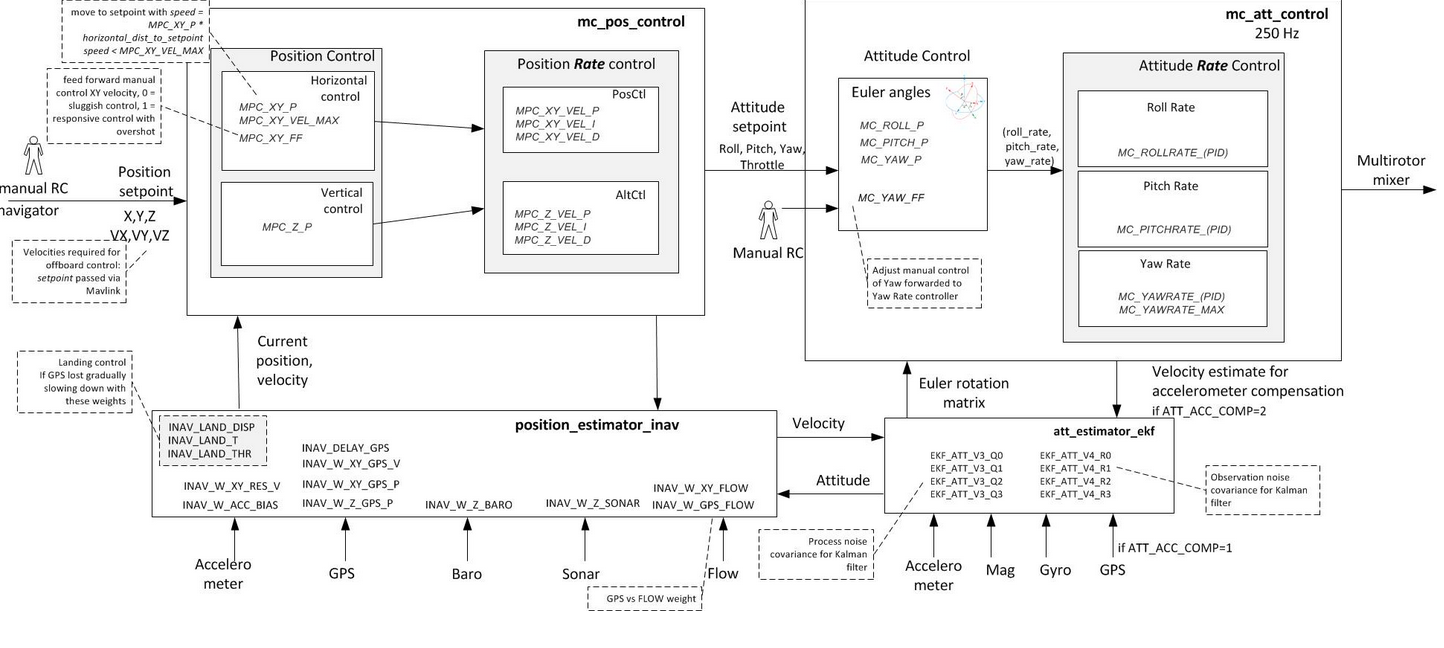 move to setpoint with speed =
MPC_XY_P *
horizontal_dist_to_setpoint
speed < MPC_XY_VEL_MAX
feed forward manual
control XY velocity, 0 =
sluggish control, 1 =
responsive control with
overshot
manual RC
navigator
Position
setpoint
X,Y,Z
VX,VY,VZ
Velocities required for
offboard control:
setpoint passed via
Mavlink
mc_pos_control
Position Control
Horizontal
control
MPC_XY_P
MPC_XY_VEL_MAX
MPC_XY_FF
Vertical
control
MPC_Z_P
Position Rate control
PosCtl
MPC_XY_VEL_P
MPC_XY_VEL_I
MPC_XY_VEL_D
AltCtl
MPC_Z_VEL_P
MPC_Z_VEL_I
MPC_Z_VEL_D
Attitude
setpoint
Roll, Pitch, Yaw,
Throttle
Manual RC
mc_att_control
250 Hz
Attitude Control
Euler angles
MC_ROLL_P
MC_PITCH_P
MC_YAW_P
MC_YAW_FF
Adjust manual control
of Yaw forwarded to
Yaw Rate controller
(roll_rate,
pitch_rate,
yaw_rate)
Attitude Rate Control
Roll Rate
MC_ROLLRATE_(PID)
Pitch Rate
MC_PITCHRATE_(PID)
Yaw Rate
MC_YAWRATE_(PID)
MC_YAWRATE_MAX
Multirotor
mixer
Current
position,
velocity
Landing control
If GPS lost gradually
slowing down with
these weights
position_estimator_inav
INAV_LAND_DISP
INAV_LAND_T
INAV_LAND_THR
INAV_W_XY_RES_V
INAV_W_ACC_BIAS
INAV_DELAY_GPS
INAV_W_XY_GPS_V
INAV_W_XY_GPS_P
INAV_W_Z_GPS_P
INAV_W_Z_BARO
INAV_W_Z_SONAR
INAV_W_XY_FLOW
INAV_W_GPS_FLOW
Accelero
meter
GPS
Baro
Sonar
Flow
GPS vs FLOW weight
Velocity
Attitude
Euler rotation
matrix
Velocity estimate for
accelerometer compensation
if ATT_ACC_COMP=2
att_estimator_ekf
EKF_ATT_V3_Q0
EKF_ATT_V3_Q1
EKF_ATT_V3_Q2
EKF_ATT_V3_Q3
EKF_ATT_V4_R0
EKF_ATT_V4_R1
EKF_ATT_V4_R2
EKF_ATT_V4_R3
Observation noise
covariance for Kalman
filter
Process noise
covariance for Kalman
filter
Accelero
meter
Mag
Gyro
GPS
if ATT_ACC_COMP=1